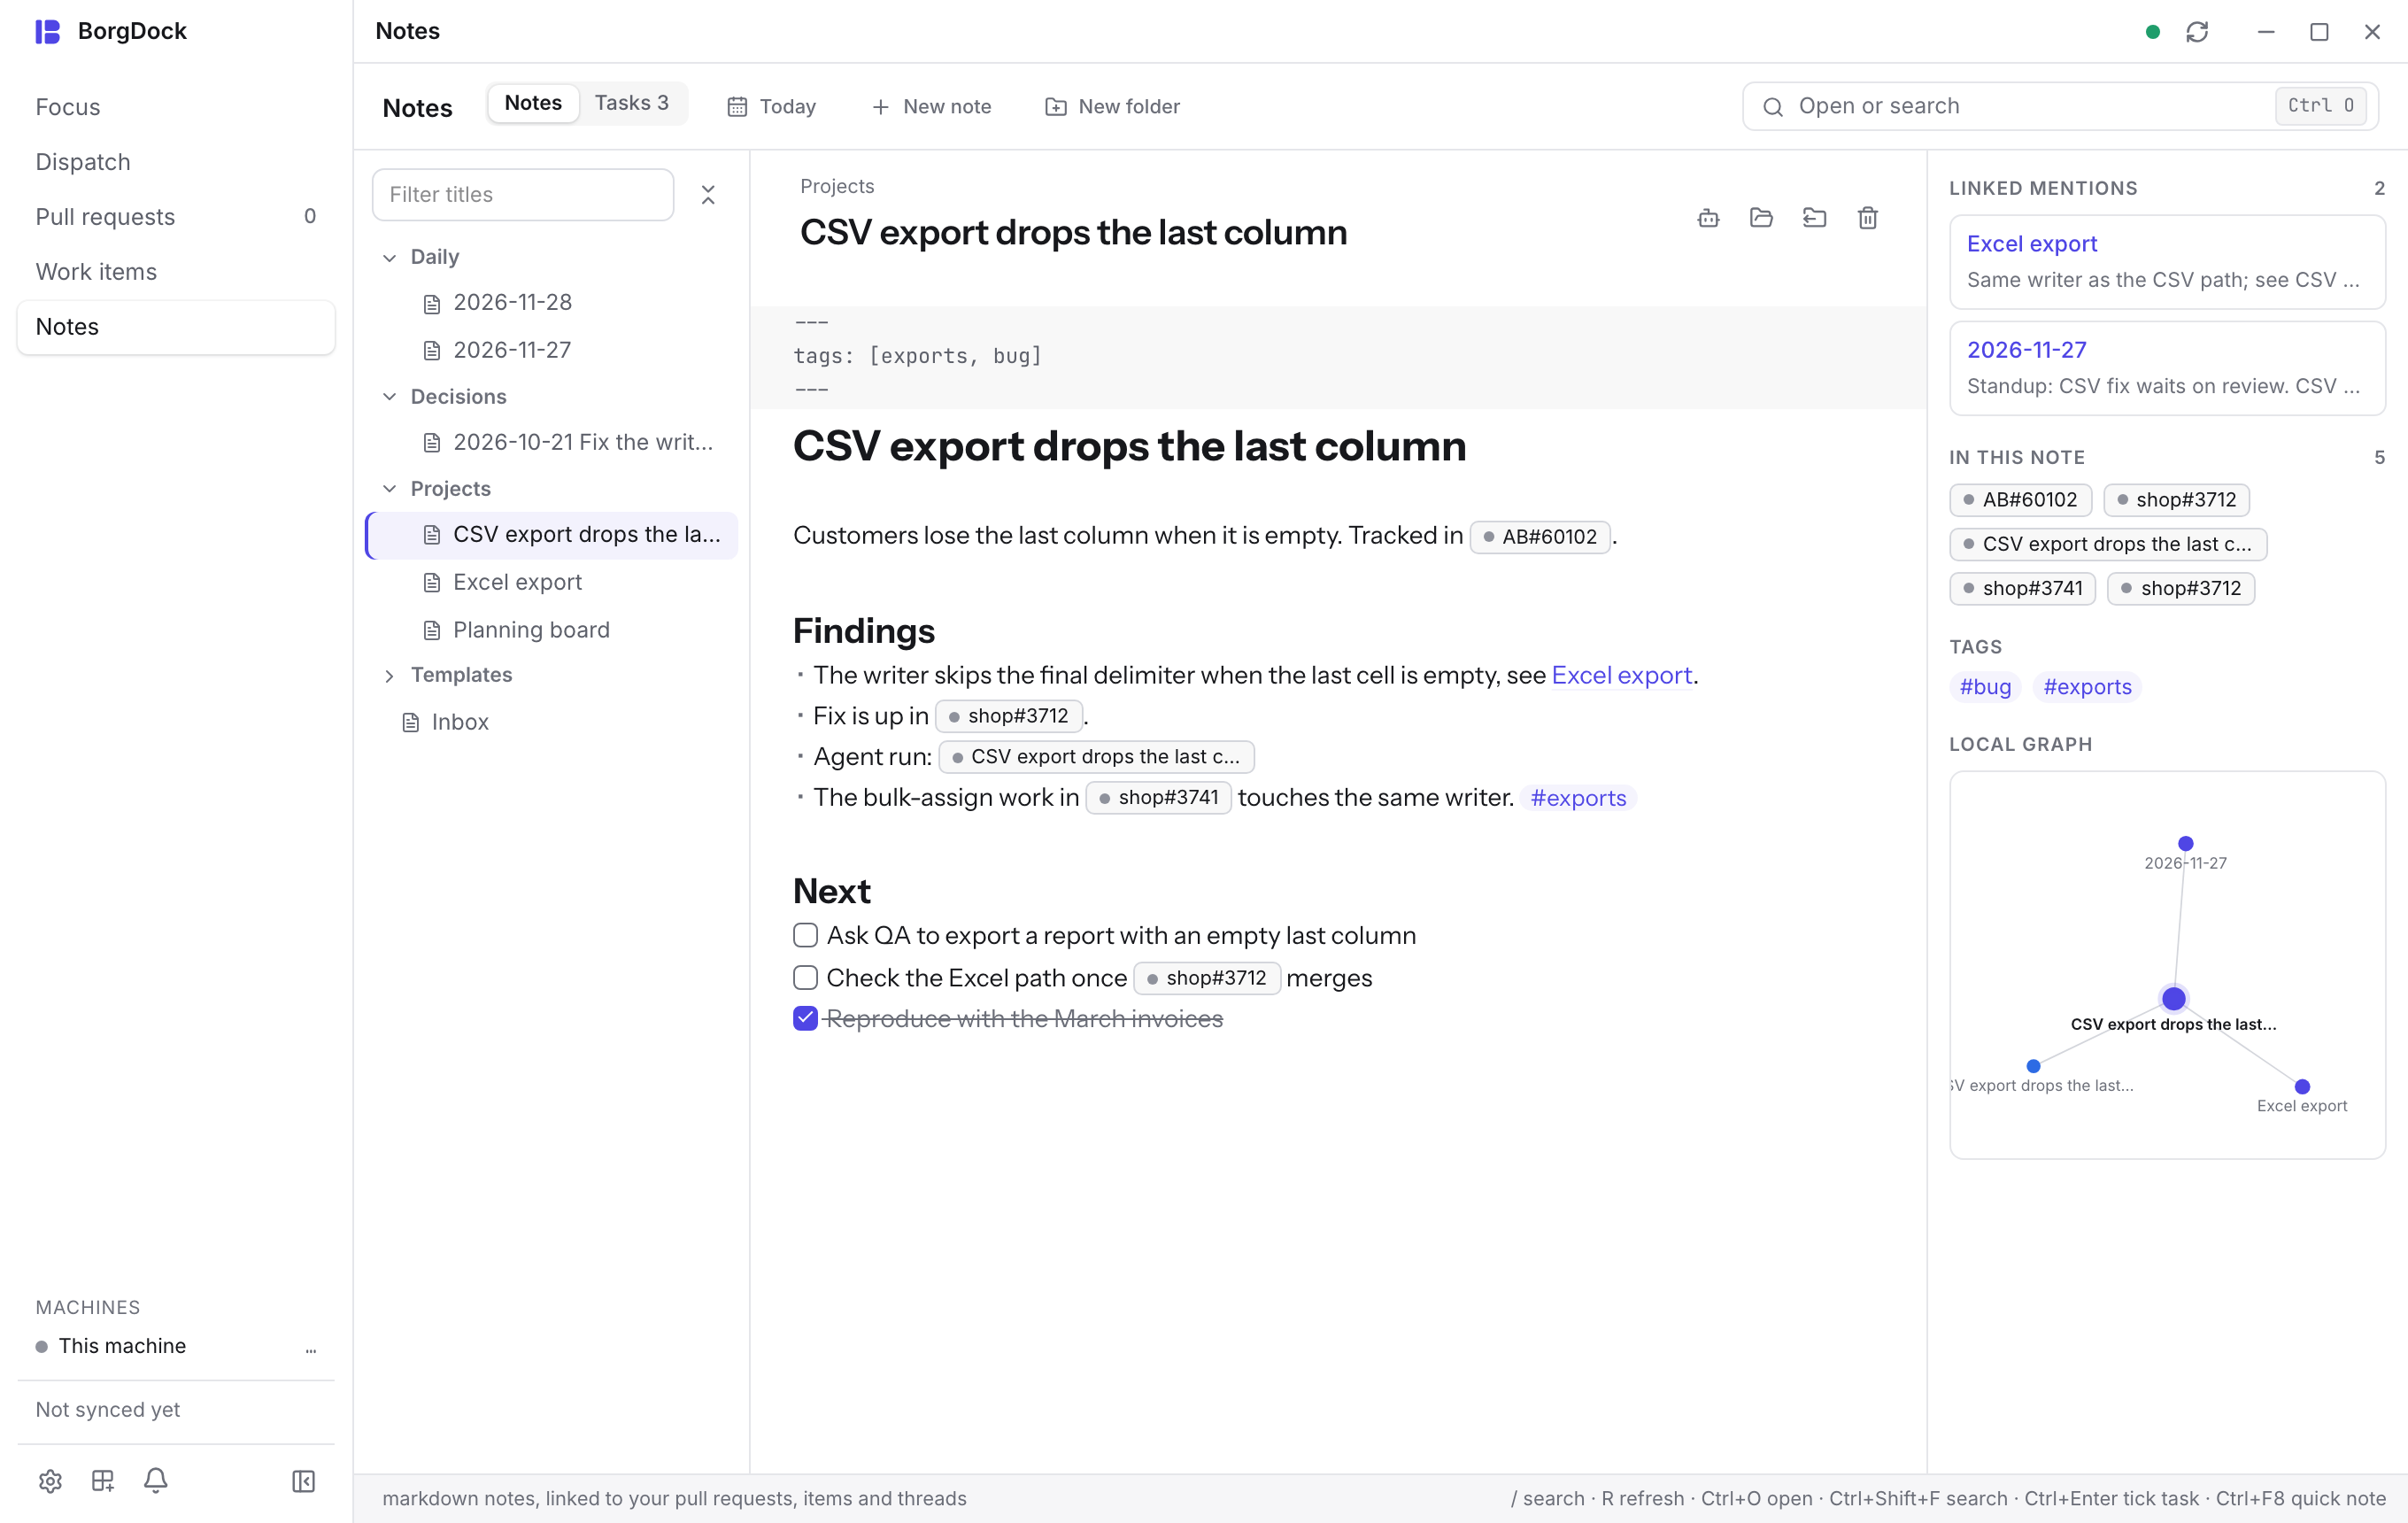 BorgDock
Focus
Dispatch
Pull requests 0
Work items
Notes
MACHINES
This machine ...
Not synced yet
Notes
Notes
Notes Tasks 3 Today New note New folder
Open or search Ctrl O
Filter titles
Daily
2026-11-28
2026-11-27
Decisions
2026-10-21 Fix the writ...
Projects
CSV export drops the la...
Excel export
Planning board
Templates
Inbox
Projects
CSV export drops the last column
---
tags: [exports, bug]
---
CSV export drops the last column
Customers lose the last column when it is empty. Tracked in AB#60102.
Findings
· The writer skips the final delimiter when the last cell is empty, see Excel export.
· Fix is up in shop#3712.
· Agent run: CSV export drops the last c...
· The bulk-assign work in shop#3741 touches the same writer. #exports
Next
Ask QA to export a report with an empty last column
Check the Excel path once shop#3712 merges
Reproduce with the March invoices
LINKED MENTIONS 2
Excel export
Same writer as the CSV path; see CSV ...
2026-11-27
Standup: CSV fix waits on review. CSV ...
IN THIS NOTE 5
AB#60102 shop#3712
CSV export drops the last c...
shop#3741 shop#3712
TAGS
#bug #exports
LOCAL GRAPH
2026-11-27
CSV export drops the last...
SV export drops the last...
Excel export
markdown notes, linked to your pull requests, items and threads
/ search · R refresh · Ctrl+O open · Ctrl+Shift+F search · Ctrl+Enter tick task · Ctrl+F8 quick note